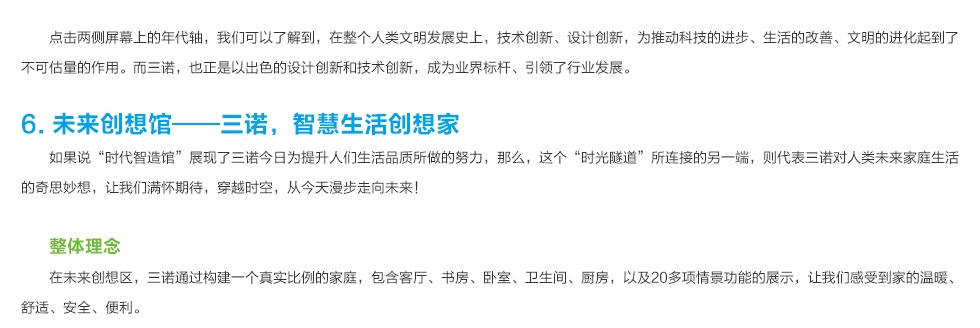 点击两侧屏幕上的年代轴，我们可以了解到，在整个人类文明发展史上，技术创新、设计创新，为推动科技的进步、生活的改善、文明的进化起到了
不可估量的作用。而三诺，也正是以出色的设计创新和技术创新，成为业界标杆、引领了行业发展。
6. 未来创想馆——三诺，智慧生活创想家
如果说“时代智造馆”展现了三诺今日为提升人们生活品质所做的努力，那么，这个“时光隧道”所连接的另一端，则代表三诺对人类未来家庭生活
的奇思妙想，让我们满怀期待，穿越时空，从今天漫步走向未来！
整体理念
在未来创想区，三诺通过构建一个真实比例的家庭，包含客厅、书房、卧室、卫生间、厨房，以及20多项情景功能的展示，让我们感受到家的温暖、
舒适、安全、便利。